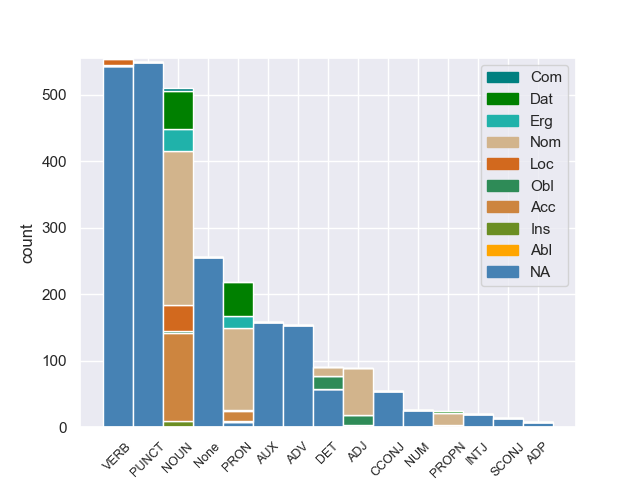 count
500
400
300
200
100
0
Com
Dat
Erg
Nom
Loc
Obl
Acc
Ins
Abl
NA
VERB
PUNCT
NOUN
None
PRON
AUX
ADV
DET
ADJ
CCONJ
NUM
PROPN
INTJ
SCONJ
ADP